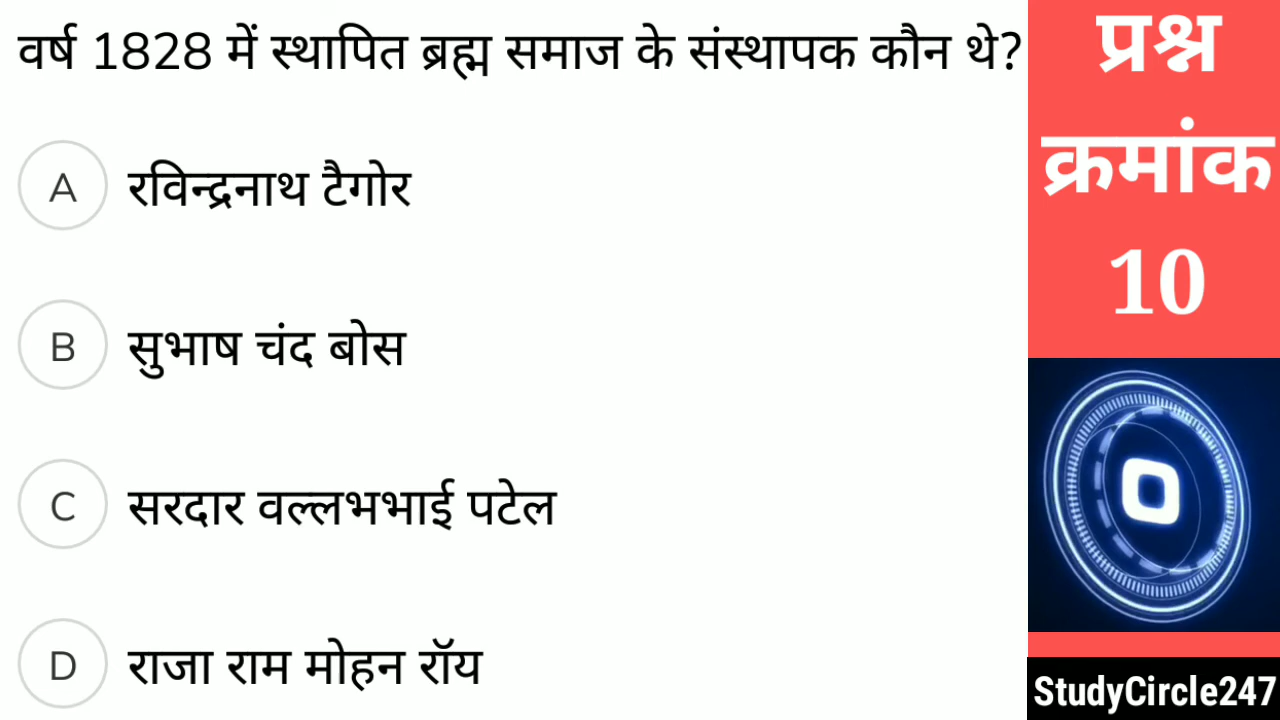 वर्ष 1828 में स्थापित ब्रह्म समाज के संस्थापक कौन थे?
A रविन्द्रनाथ टैगोर
B सुभाष चंद बोस
C सरदार वल्लभभाई पटेल
D राजा राम मोहन रॉय
प्रश्न
क्रमांक
10
StudyCircle247